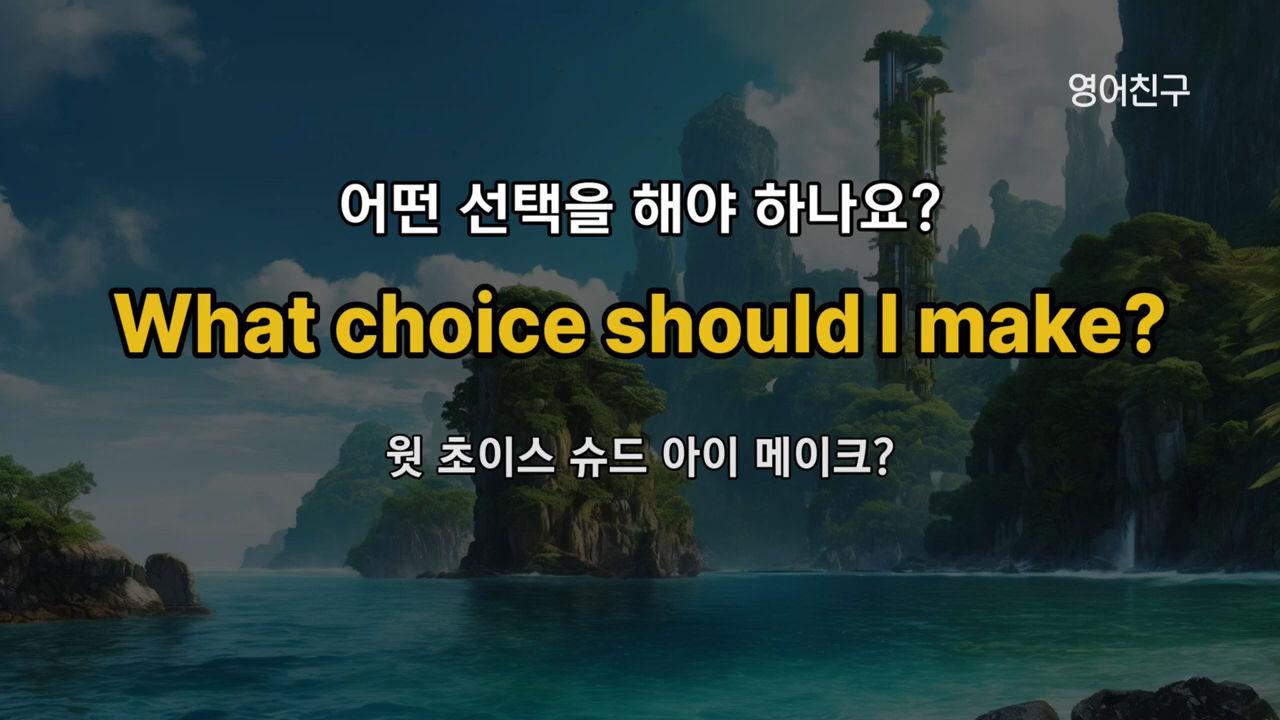 영어친구
어떤 선택을 해야 하나요?
What choice should I make?
윗 초이스 슈드 아이 메이크?